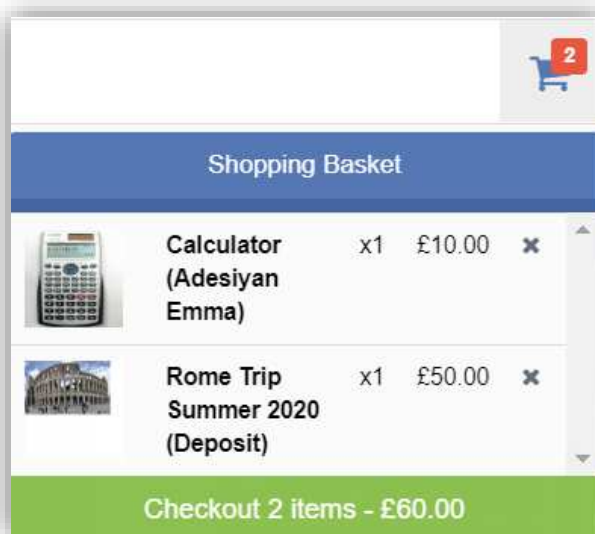 2
Shopping Basket
Calculator x1 £10.00 ✖
(Adesiyan
Emma)
Rome Trip x1 £50.00 ✖
Summer 2020
(Deposit)
Checkout 2 items - £60.00